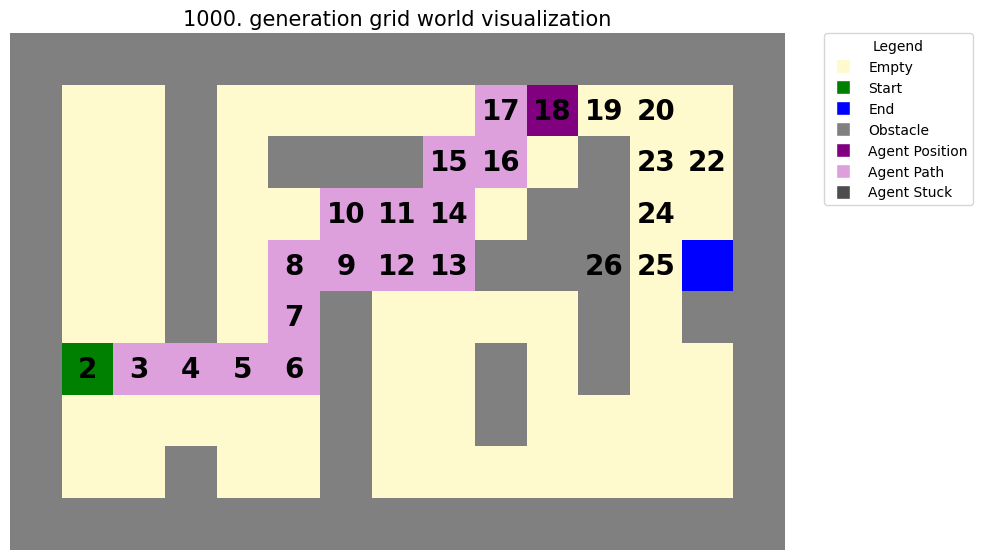 1000. generation grid world visualization
17 18 19 20
15 16 23 22
10 11 14 24
8 9 12 13 26 25
7
2 3 4 5 6
Legend
Empty
Start
End
Obstacle
Agent Position
Agent Path
Agent Stuck